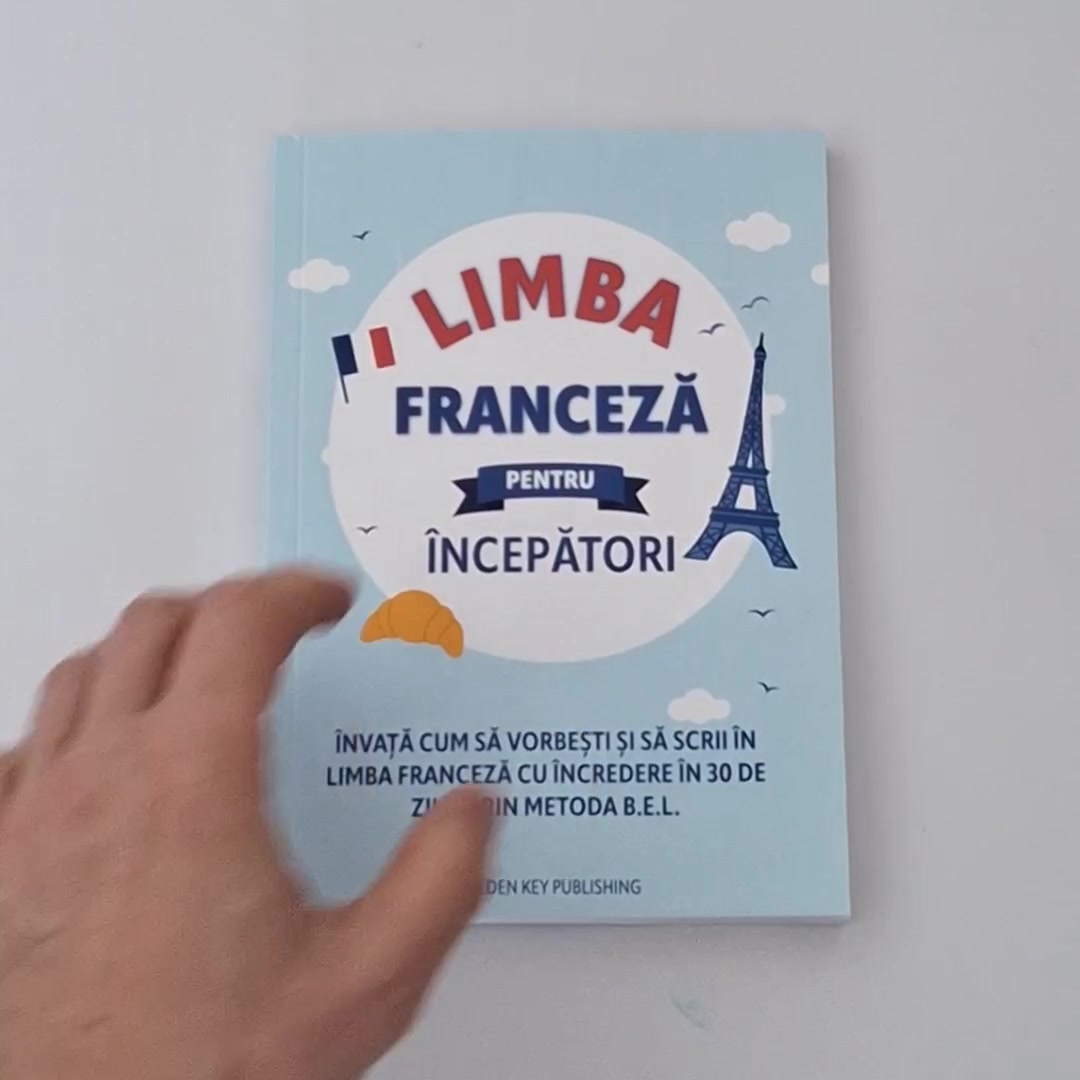 LIMBA
FRANCEZĂ
PENTRU
ÎNCEPĂTORI
ÎNVAȚĂ CUM SĂ VORBEȘTI ȘI SĂ SCRII ÎN
LIMBA FRANCEZĂ CU ÎNCREDERE ÎN 30 DE
METODA B.E.L.
KEY PUBLISHING